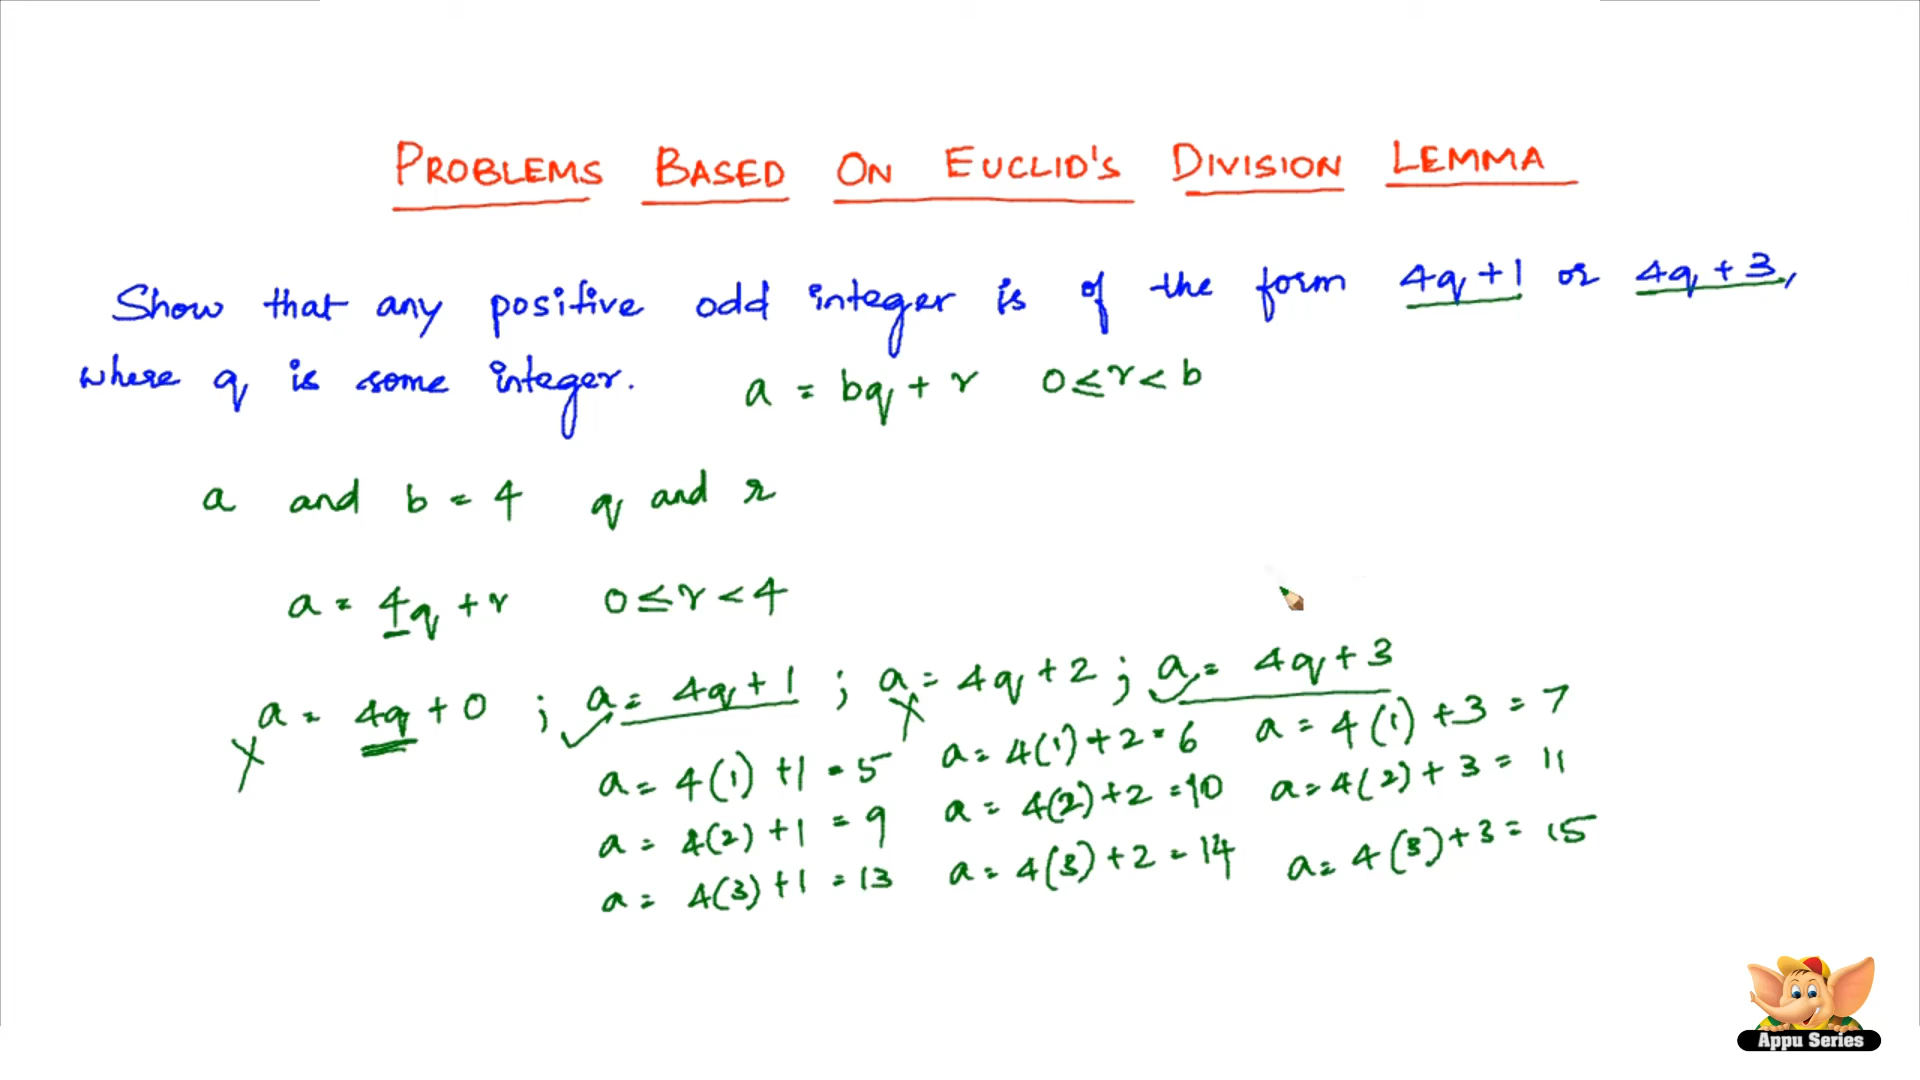 PROBLEMS BASED ON EUCLID'S DIVISION LEMMA
Show that any positive odd integer is of the form 4q+1 or 4q+3,
where q is some integer. a = bq + r 0≤r< b
a and b = 4 q and r
a = 4q +r 0≤r<4
a = 4q + 0 ; a = 4q+1 ; a = 4q+2 ; a = 4q+3
a = 4(1) +1 = 5 a = 4(1)+2 = 6 a = 4(1) +3 = 7
a = 4(2) +1 = 9 a = 4(2)+2 = 10 a = 4(2)+3 = 11
a = 4(3)+1 = 13 a = 4(3)+2 = 14 a = 4(3)+3 = 15
Appu Series